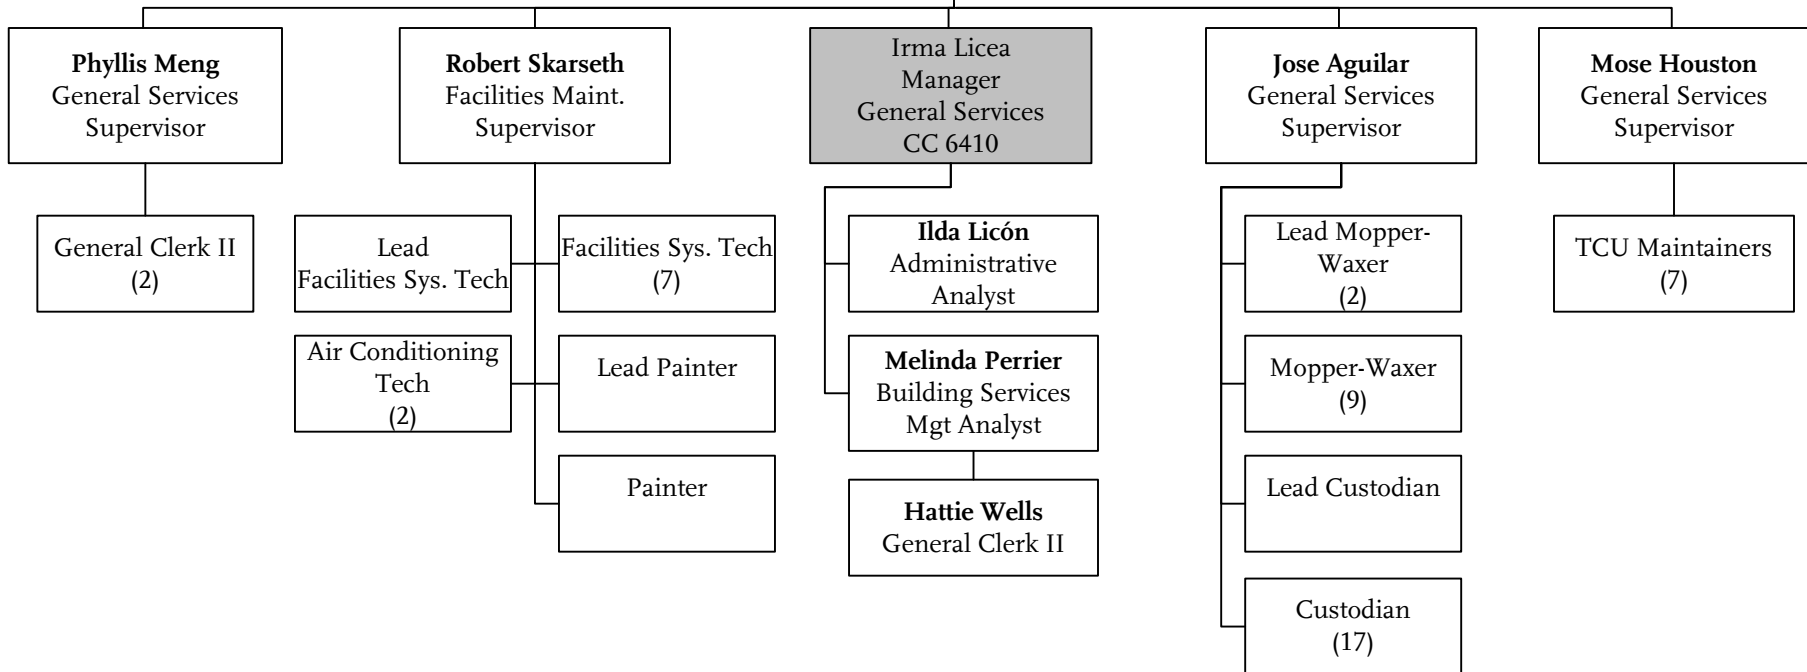 Phyllis Meng
General Services
Supervisor
Robert Skarseth
Facilities Maint.
Supervisor
Irma Licea
Manager
General Services
CC 6410
Jose Aguilar
General Services
Supervisor
Mose Houston
General Services
Supervisor
General Clerk II
(2)
Lead
Facilities Sys. Tech
Facilities Sys. Tech
(7)
Air Conditioning
Tech
(2)
Lead Painter
Painter
Ilda Licón
Administrative
Analyst
Melinda Perrier
Building Services
Mgt Analyst
Hattie Wells
General Clerk II
Lead Mopper-
Waxer
(2)
Mopper-Waxer
(9)
Lead Custodian
Custodian
(17)
TCU Maintainers
(7)